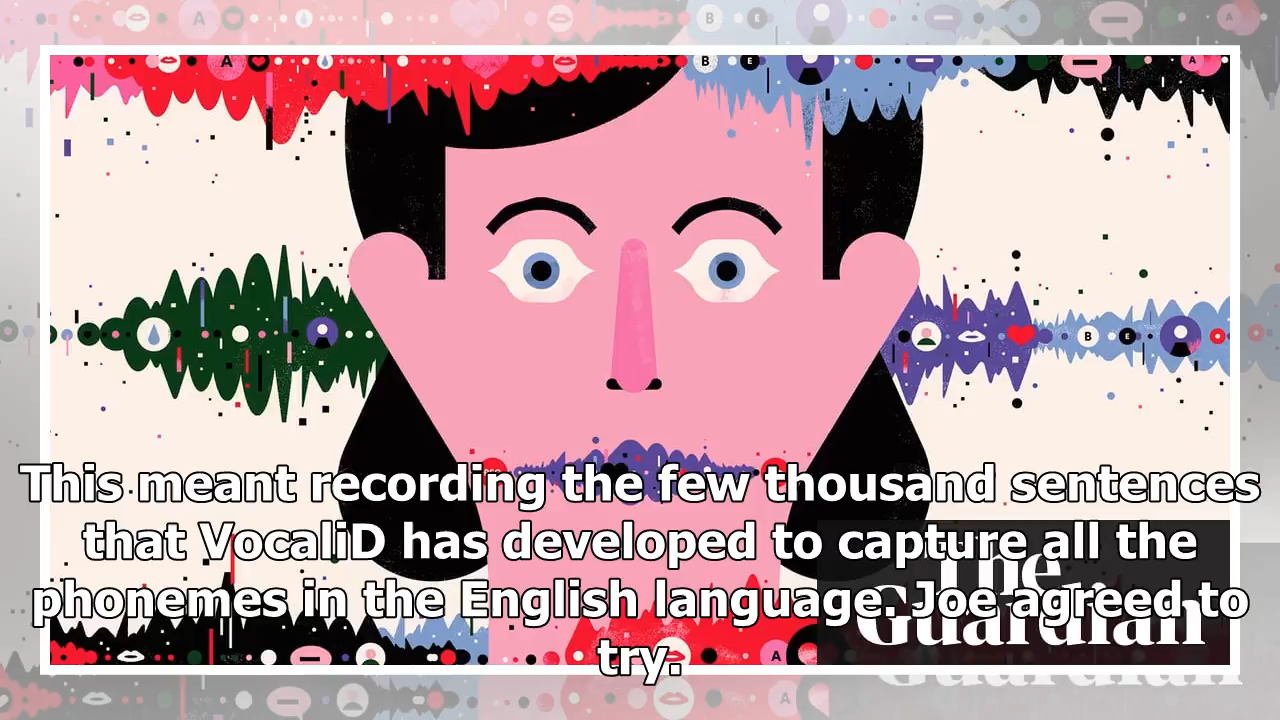 A
B
E
A
A
B
E
A
B
E
This meant recording the few thousand sentences
that VocaliD has developed to capture all the
phonemes in the English language. Joe agreed to
try.
The
Guardian
A
Guardian
A